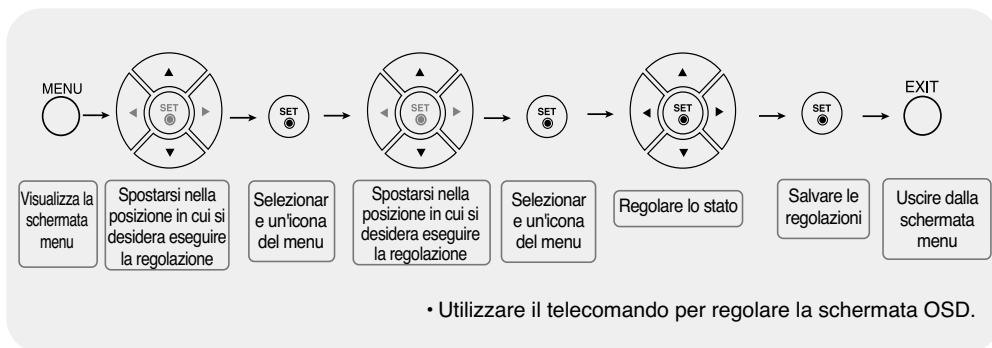 MENU
SET
SET
SET
SET
SET
SET
EXIT
Visualizza la
schermata
menu
Spostarsi nella
posizione in cui si
desidera eseguire
la regolazione
Selezionar
e un'icona
del menu
Spostarsi nella
posizione in cui si
desidera eseguire
la regolazione
Selezionar
e un'icona
del menu
Regolare lo stato
Salvare le
regolazioni
Uscire dalla
schermata
menu
• Utilizzare il telecomando per regolare la schermata OSD.